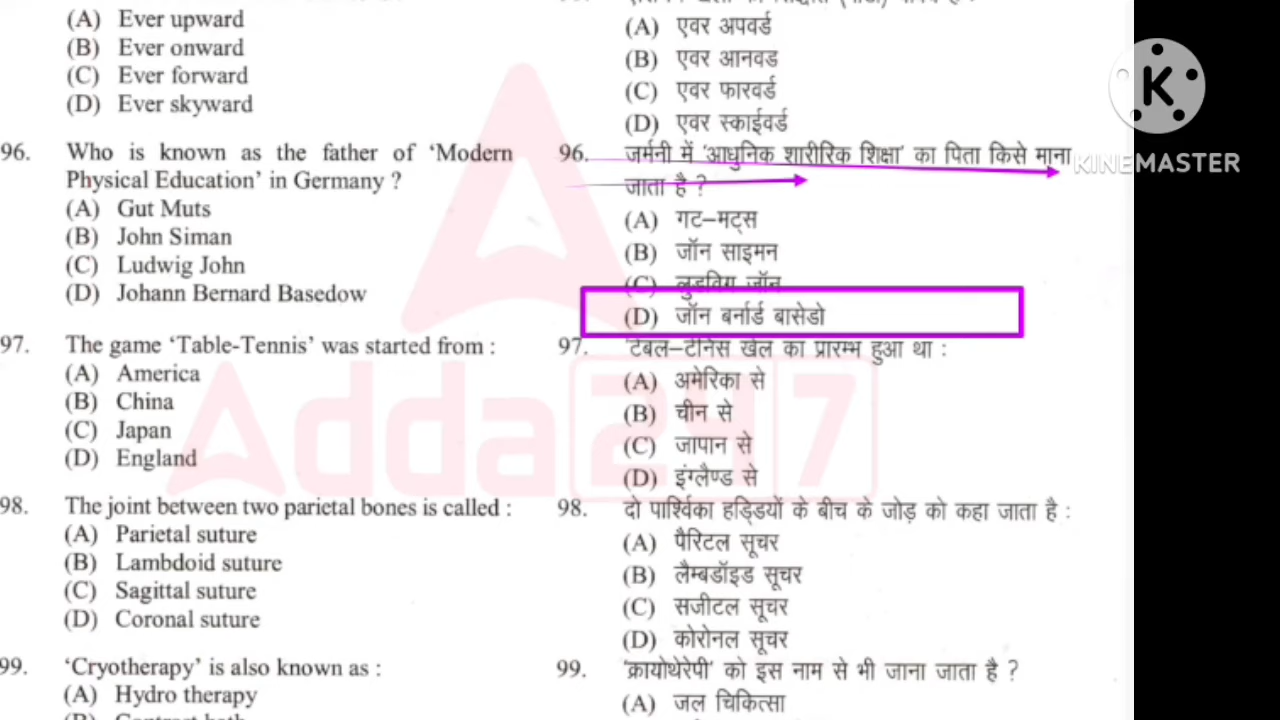 (A) Ever upward
(B) Ever onward
(C) Ever forward
(D) Ever skyward
96. Who is known as the father of ‘Modern
Physical Education’ in Germany ?
(A) Gut Muts
(B) John Siman
(C) Ludwig John
(D) Johann Bernard Basedow
97. The game ‘Table-Tennis’ was started from :
(A) America
(B) China
(C) Japan
(D) England
98. The joint between two parietal bones is called :
(A) Parietal suture
(B) Lambdoid suture
(C) Sagittal suture
(D) Coronal suture
99. ‘Cryotherapy’ is also known as :
(A) Hydro therapy
(A) एवर अपवर्ड
(B) एवर आनवड
(C) एवर फारवर्ड
(D) एवर स्काईवर्ड
96. जर्मनी में ‘आधुनिक शारीरिक शिक्षा’ का पिता किसे माना
जाता है ?
(A) गट–मट्स
(B) जॉन साइमन
(C) लुडविग जॉन
(D) जॉन बर्नार्ड बासेडो
97. टेबल–टेनिस खेल का प्रारम्भ हुआ था :
(A) अमेरिका से
(B) चीन से
(C) जापान से
(D) इंग्लैण्ड से
98. दो पार्श्विका हड्डियों के बीच के जोड़ को कहा जाता है :
(A) पैरिटल सूचर
(B) लैम्बडॉइड सूचर
(C) सजीटल सूचर
(D) कोरोनल सूचर
99. ‘क्रायोथेरेपी’ को इस नाम से भी जाना जाता है ?
(A) जल चिकित्सा
Adda247
K
KINEMASTER